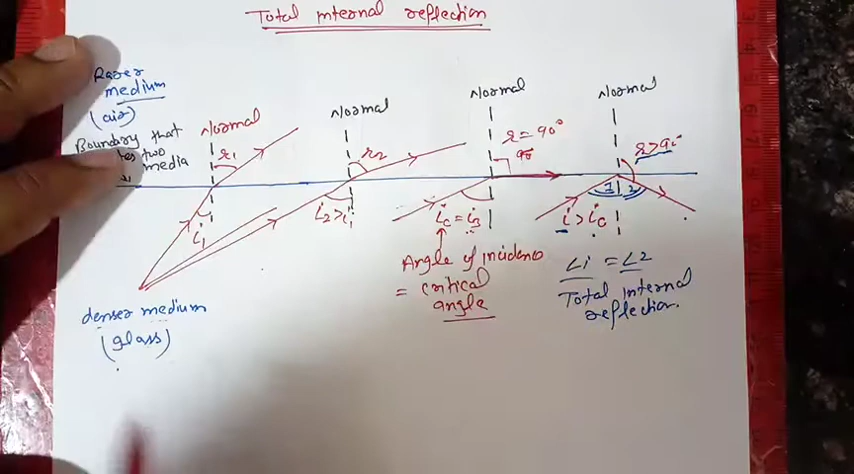 Total internal reflection
Rarer
medium
(air)
Boundary that
two
media
Normal
r1
i1
Normal
r2
i2>i1
Normal
r=90°
90
ic=i3
Angle of incidence
= critical
angle
Normal
r>90°
1 2
i>ic
∠i = ∠2
Total internal
reflection.
denser medium
(glass)